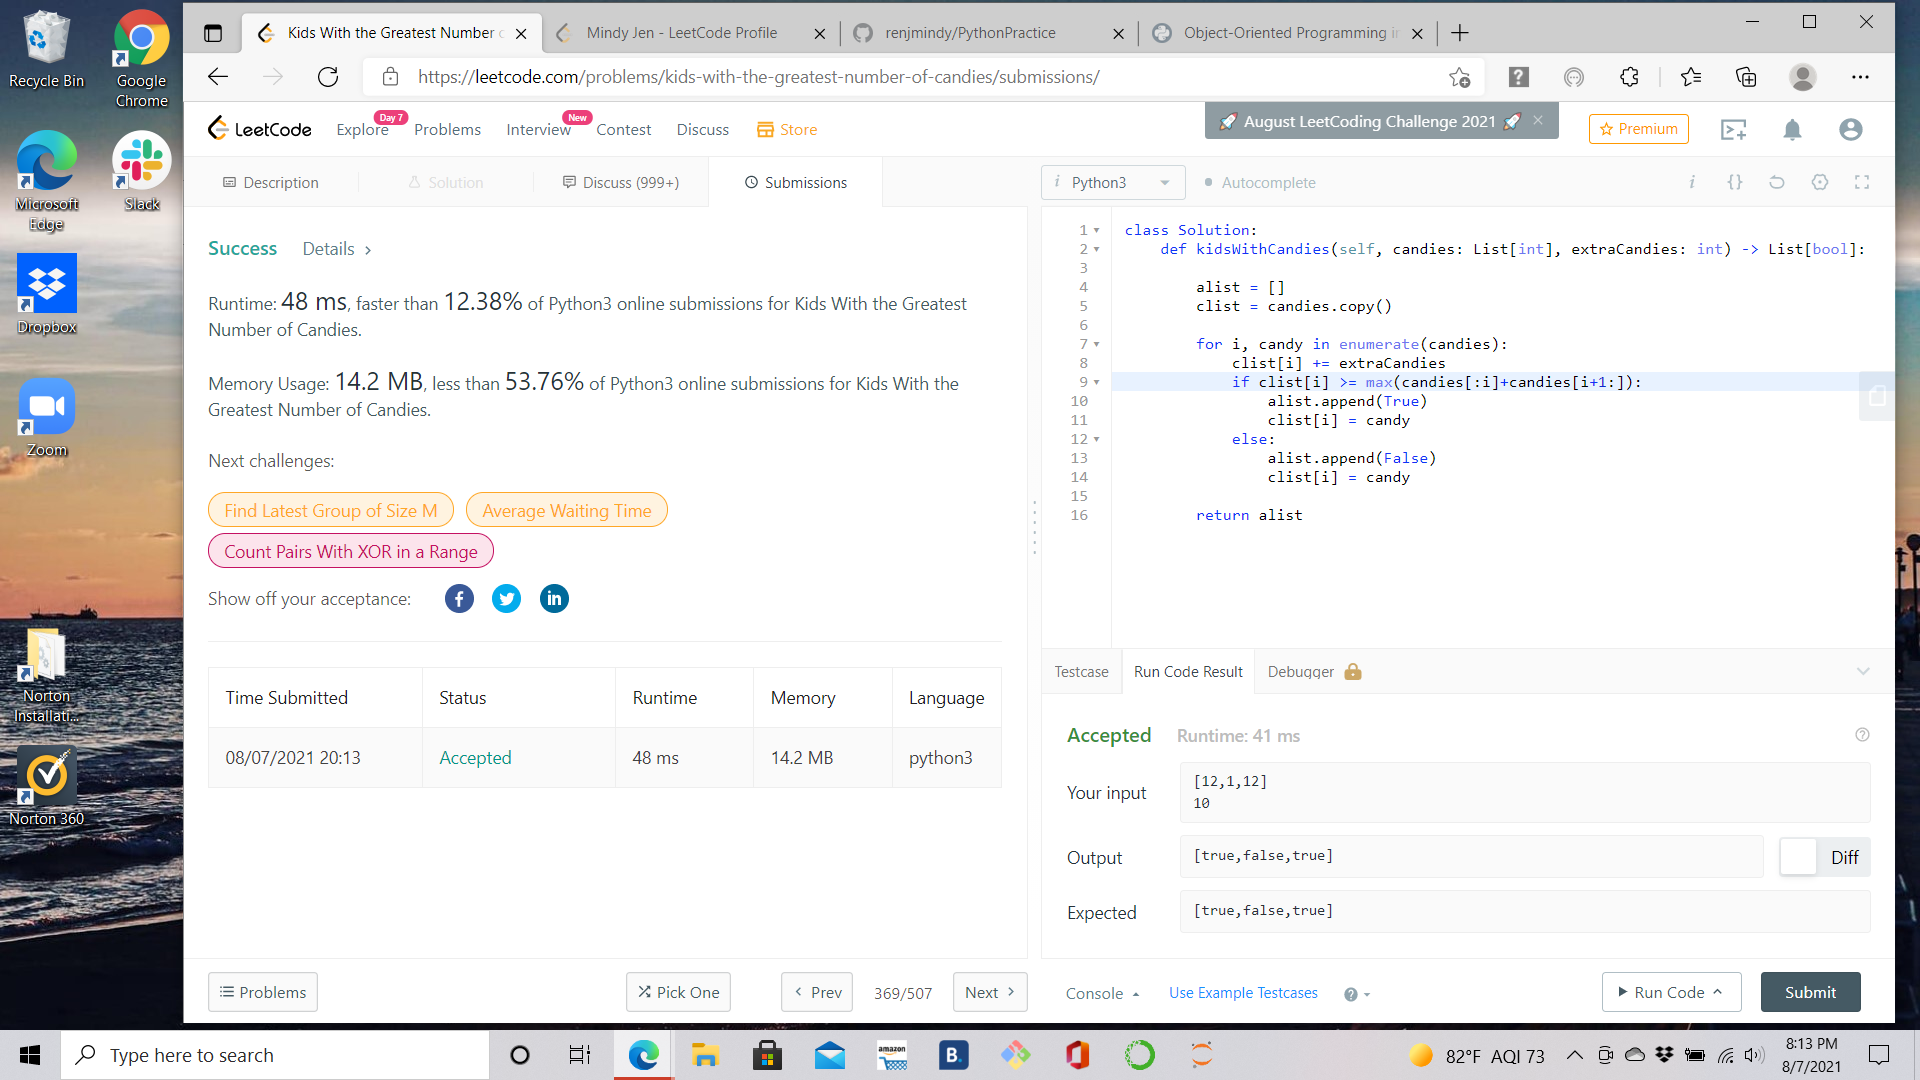 Recycle Bin
Google
Chrome
Microsoft
Edge
Slack
Dropbox
Zoom
Norton
Installati...
Norton 360
Kids With the Greatest Number
Mindy Jen - LeetCode Profile
renjmindy/PythonPractice
Object-Oriented Programming i
https://leetcode.com/problems/kids-with-the-greatest-number-of-candies/submissions/
LeetCode
Explore
Day 7
Problems
Interview
New
Contest
Discuss
Store
🚀 August LeetCoding Challenge 2021 🚀
Premium
Description
Solution
Discuss (999+)
Submissions
i Python3
Autocomplete
Success
Details >
Runtime: 48 ms, faster than 12.38% of Python3 online submissions for Kids With the Greatest
Number of Candies.
Memory Usage: 14.2 MB, less than 53.76% of Python3 online submissions for Kids With the
Greatest Number of Candies.
Next challenges:
Find Latest Group of Size M
Average Waiting Time
Count Pairs With XOR in a Range
Show off your acceptance:
Time Submitted Status Runtime Memory Language
08/07/2021 20:13 Accepted 48 ms 14.2 MB python3
Problems
Pick One
< Prev
369/507
Next >
1 class Solution:
2 def kidsWithCandies(self, candies: List[int], extraCandies: int) -> List[bool]:
3
4 alist = []
5 clist = candies.copy()
6
7 for i, candy in enumerate(candies):
8 clist[i] += extraCandies
9 if clist[i] >= max(candies[:i]+candies[i+1:]):
10 alist.append(True)
11 clist[i] = candy
12 else:
13 alist.append(False)
14 clist[i] = candy
15
16 return alist
Testcase
Run Code Result
Debugger
Accepted
Runtime: 41 ms
Your input
[12,1,12]
10
Output
[true,false,true]
Diff
Expected
[true,false,true]
Console
Use Example Testcases
Run Code
Submit
Type here to search
amazon
B.
82°F AQI 73
8:13 PM
8/7/2021